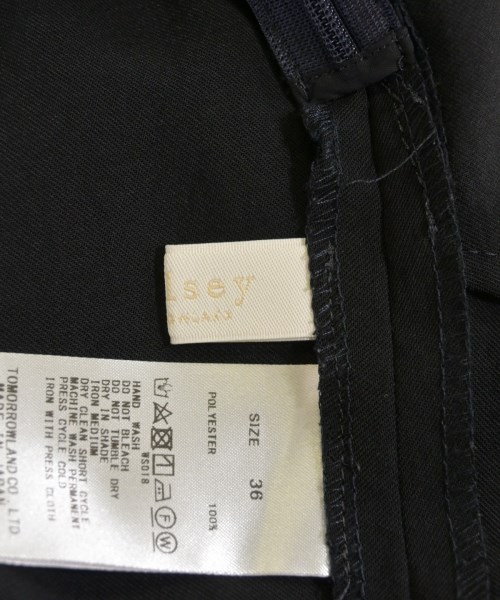 lsey
SIZE 36
POLYESTER 100%
WS018
HAND WASH
DO NOT BLEACH
DO NOT TUMBLE DRY
DRY IN SHADE
IRON MEDIUM
DRY CLEAN SHORT CYCLE
MACHINE WASH PERMANENT
PRESS CYCLE COLD
IRON WITH PRESS CLOTH
TOMORROWLAND CO., LTD